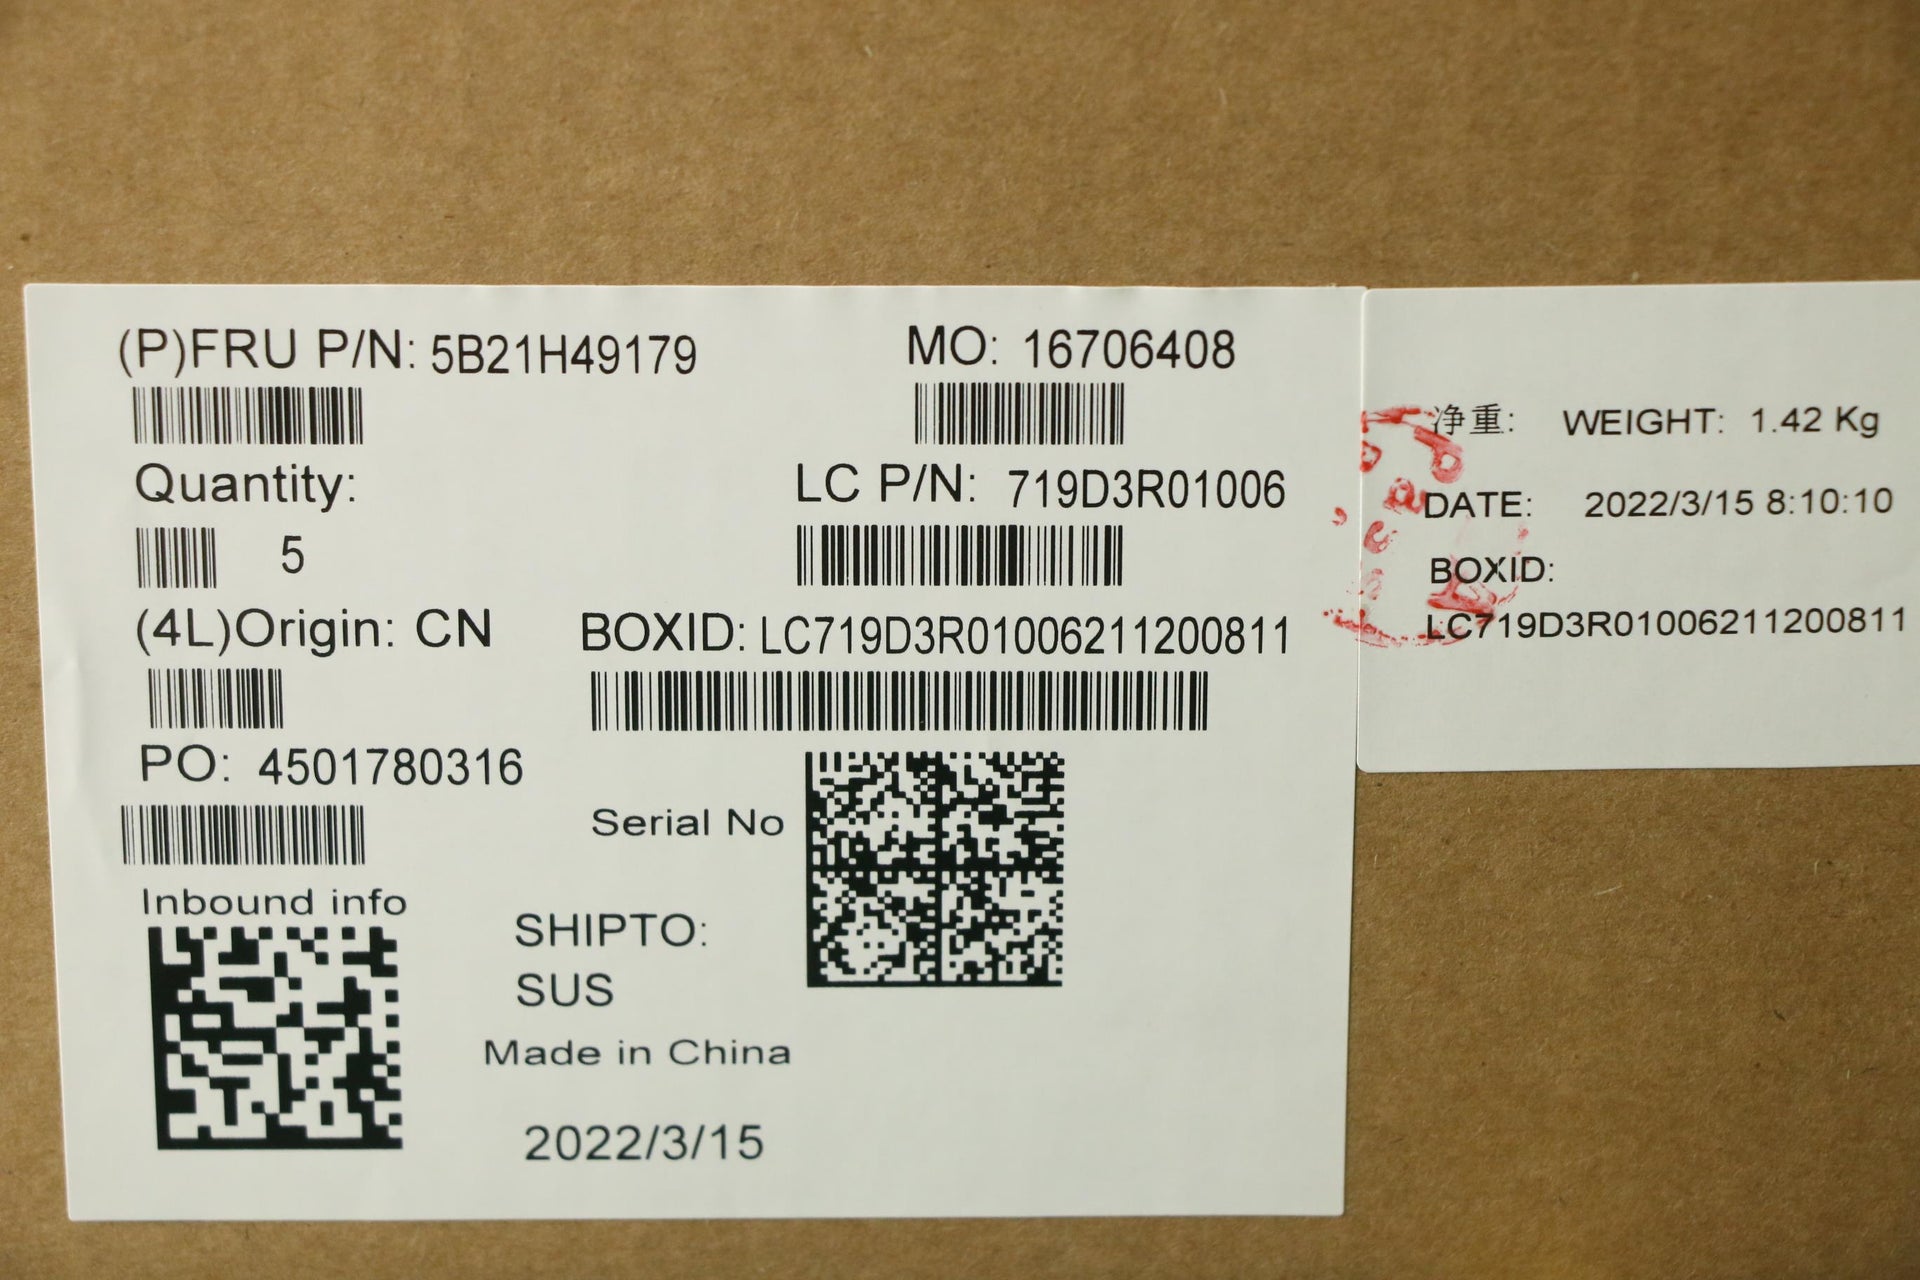 (P)FRU P/N: 5B21H49179
MO: 16706408
Quantity:
5
LC P/N: 719D3R01006
(4L)Origin: CN
BOXID: LC719D3R01006211200811
PO: 4501780316
Serial No
Inbound info
SHIPTO:
SUS
Made in China
2022/3/15
净重: WEIGHT: 1.42 Kg
DATE: 2022/3/15 8:10:10
BOXID:
LC719D3R01006211200811